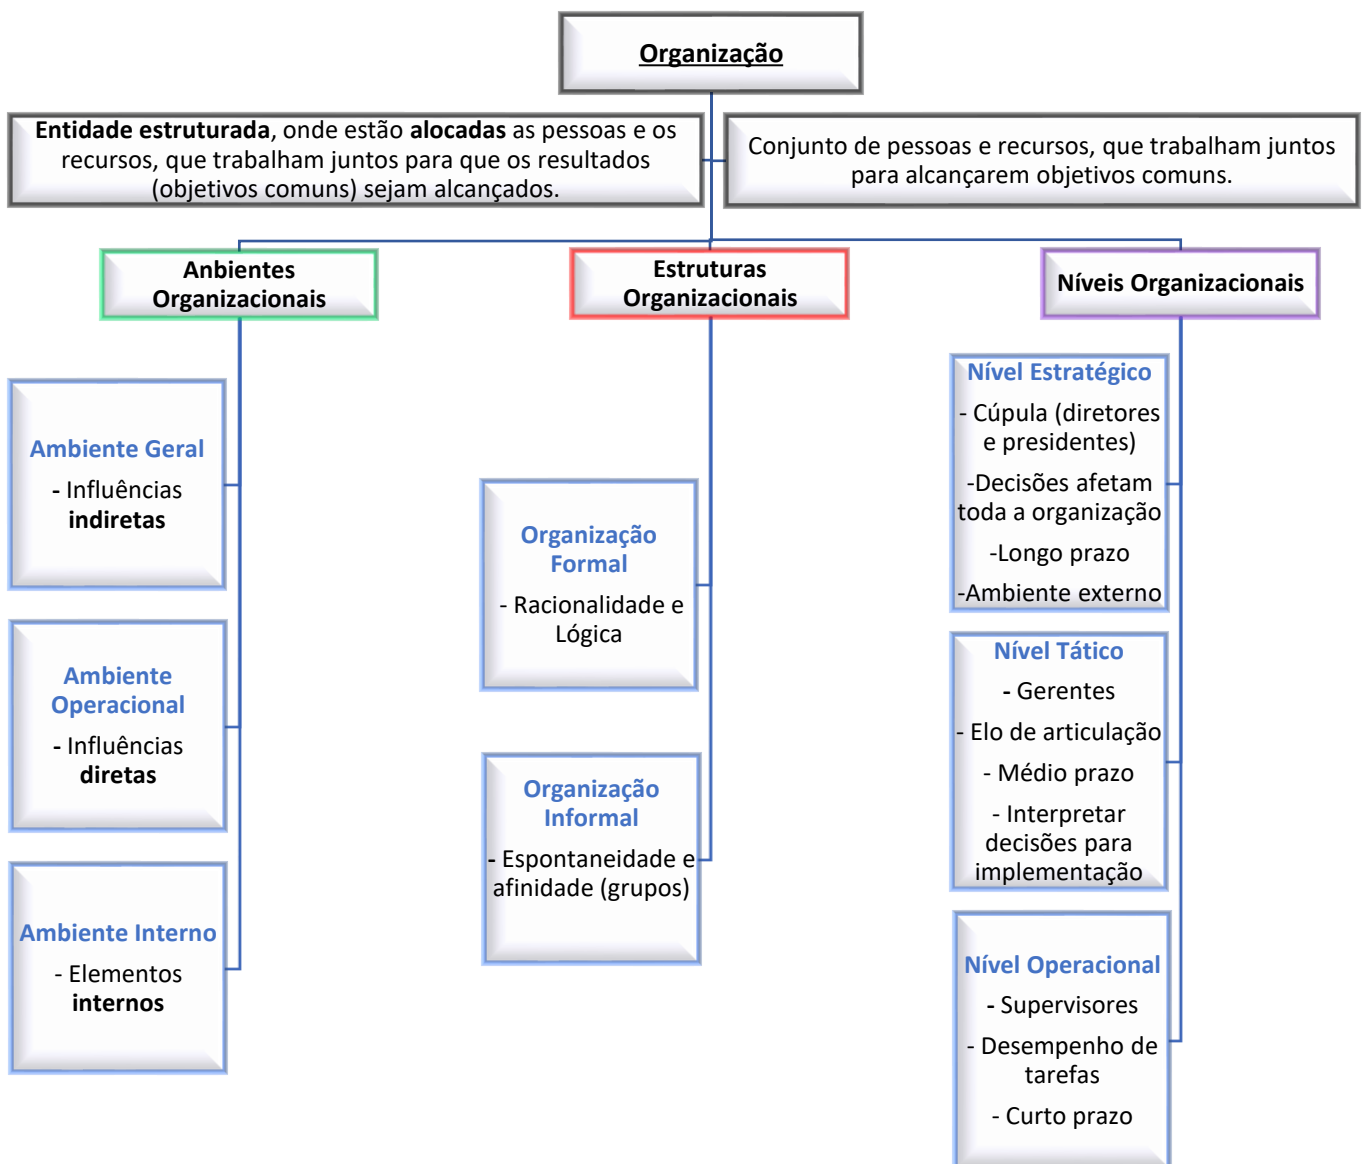 Organização
Entidade estruturada, onde estão alocadas as pessoas e os
recursos, que trabalham juntos para que os resultados
(objetivos comuns) sejam alcançados.
Conjunto de pessoas e recursos, que trabalham juntos
para alcançarem objetivos comuns.
Anbientes
Organizacionais
Ambiente Geral
- Influências
indiretas
Ambiente
Operacional
- Influências
diretas
Ambiente Interno
- Elementos
internos
Estruturas
Organizacionais
Organização
Formal
- Racionalidade e
Lógica
Organização
Informal
- Espontaneidade e
afinidade (grupos)
Níveis Organizacionais
Nível Estratégico
- Cúpula (diretores
e presidentes)
-Decisões afetam
toda a organização
-Longo prazo
-Ambiente externo
Nível Tático
- Gerentes
- Elo de articulação
- Médio prazo
- Interpretar
decisões para
implementação
Nível Operacional
- Supervisores
- Desempenho de
tarefas
- Curto prazo